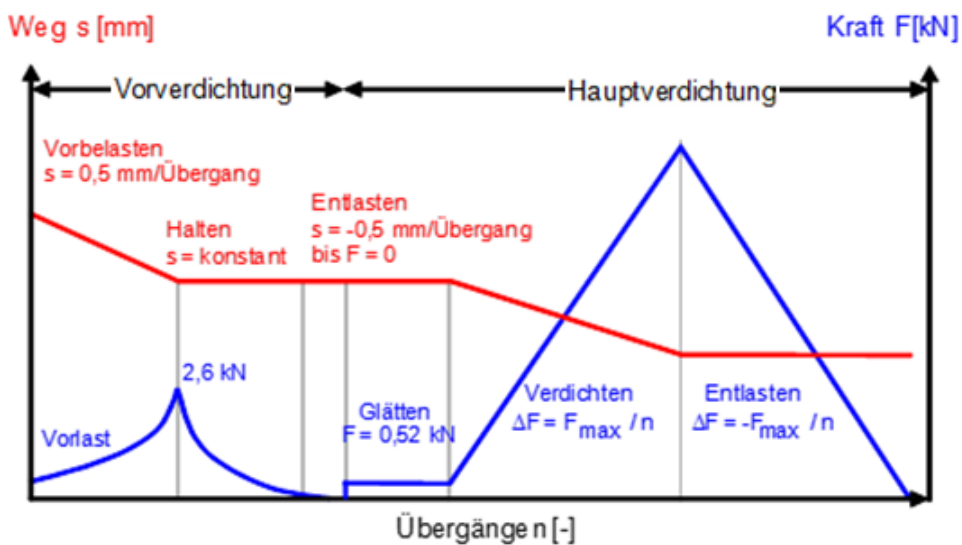 Weg s [mm]
Kraft F[kN]
Vorverdichtung
Hauptverdichtung
Vorbelasten
s = 0,5 mm/Übergang
Halten
s = konstant
Entlasten
s = -0,5 mm/Übergang
bis F = 0
2,6 kN
Vorlast
Glätten
F = 0,52 kN
Verdichten
ΔF = Fmax / n
Entlasten
ΔF = -Fmax / n
Übergängen [-]